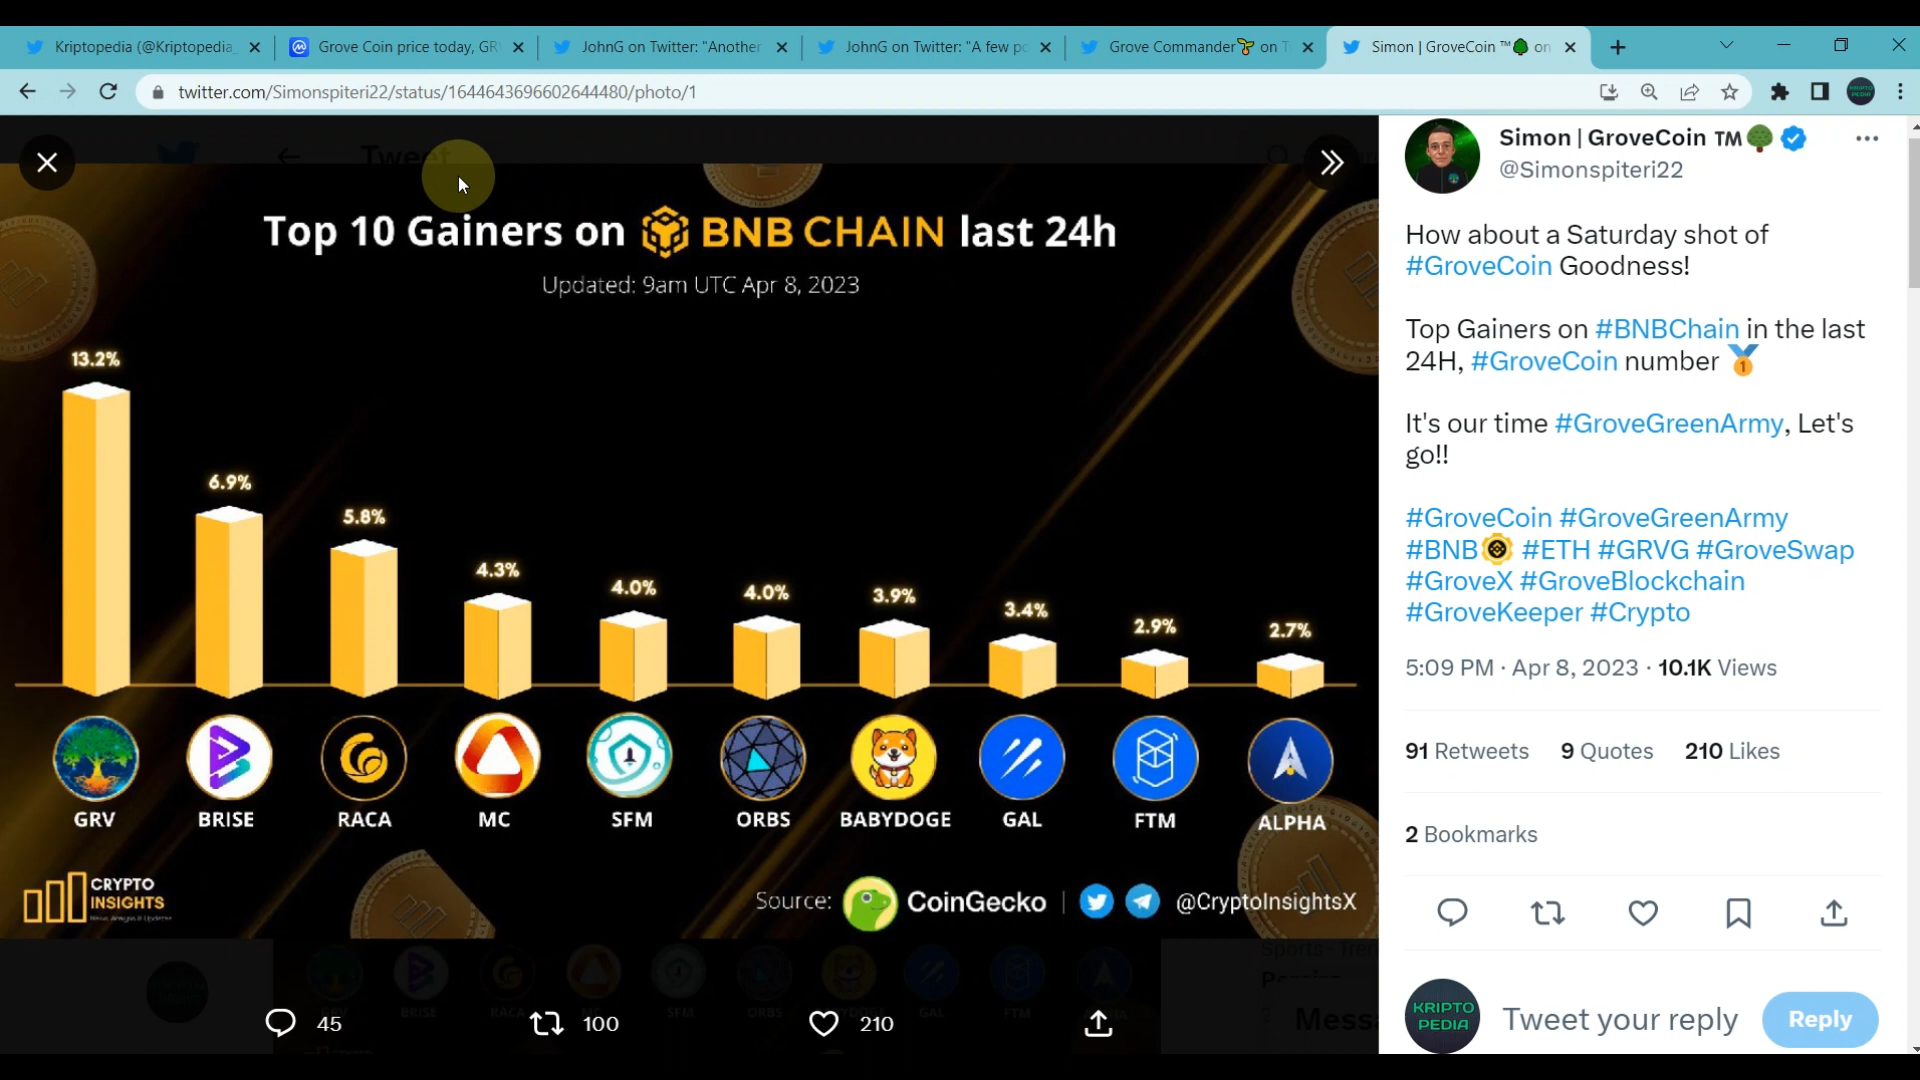 Kriptopedia (@Kriptopedia_
Grove Coin price today, GR
JohnG on Twitter: "Another
JohnG on Twitter: "A few po
Grove Commander on T
Simon | GroveCoin ™ on
twitter.com/Simonspiteri22/status/1644643696602644480/photo/1
Tweet
Top 10 Gainers on BNB CHAIN last 24h
Updated: 9am UTC Apr 8, 2023
13.2%
6.9%
5.8%
4.3%
4.0%
4.0%
3.9%
3.4%
2.9%
2.7%
GRV
BRISE
RACA
MC
SFM
ORBS
BABYDOGE
GAL
FTM
ALPHA
CRYPTO
INSIGHTS
Source: CoinGecko | @CryptoInsightsX
45
100
210
Simon | GroveCoin TM
@Simonspiteri22
How about a Saturday shot of
#GroveCoin Goodness!
Top Gainers on #BNBChain in the last
24H, #GroveCoin number 1
It's our time #GroveGreenArmy, Let's
go!!
#GroveCoin #GroveGreenArmy
#BNB #ETH #GRVG #GroveSwap
#GroveX #GroveBlockchain
#GroveKeeper #Crypto
5:09 PM · Apr 8, 2023 · 10.1K Views
91 Retweets 9 Quotes 210 Likes
2 Bookmarks
KRIPTO
PEDIA
Tweet your reply
Reply